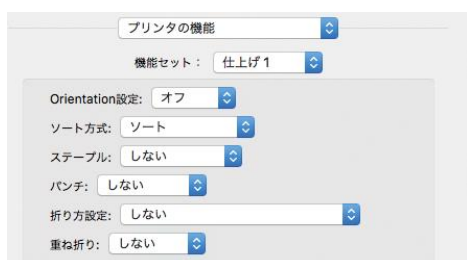 プリンタの機能
機能セット： 仕上げ 1
Orientation設定: オフ
ソート方式: ソート
ステープル: しない
パンチ: しない
折り方設定: しない
重ね折り: しない